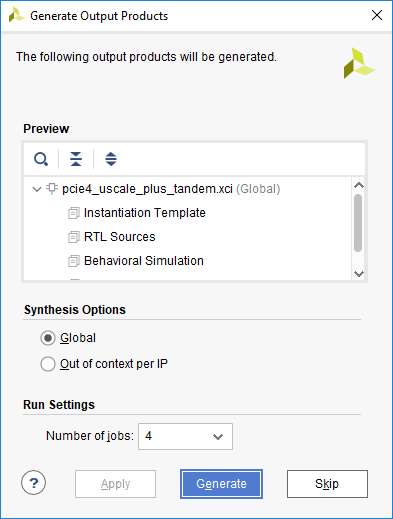 Generate Output Products
The following output products will be generated.
Preview
pcie4_uscale_plus_tandem.xci (Global)
Instantiation Template
RTL Sources
Behavioral Simulation
Synthesis Options
Global
Out of context per IP
Run Settings
Number of jobs: 4
? Apply Generate Skip